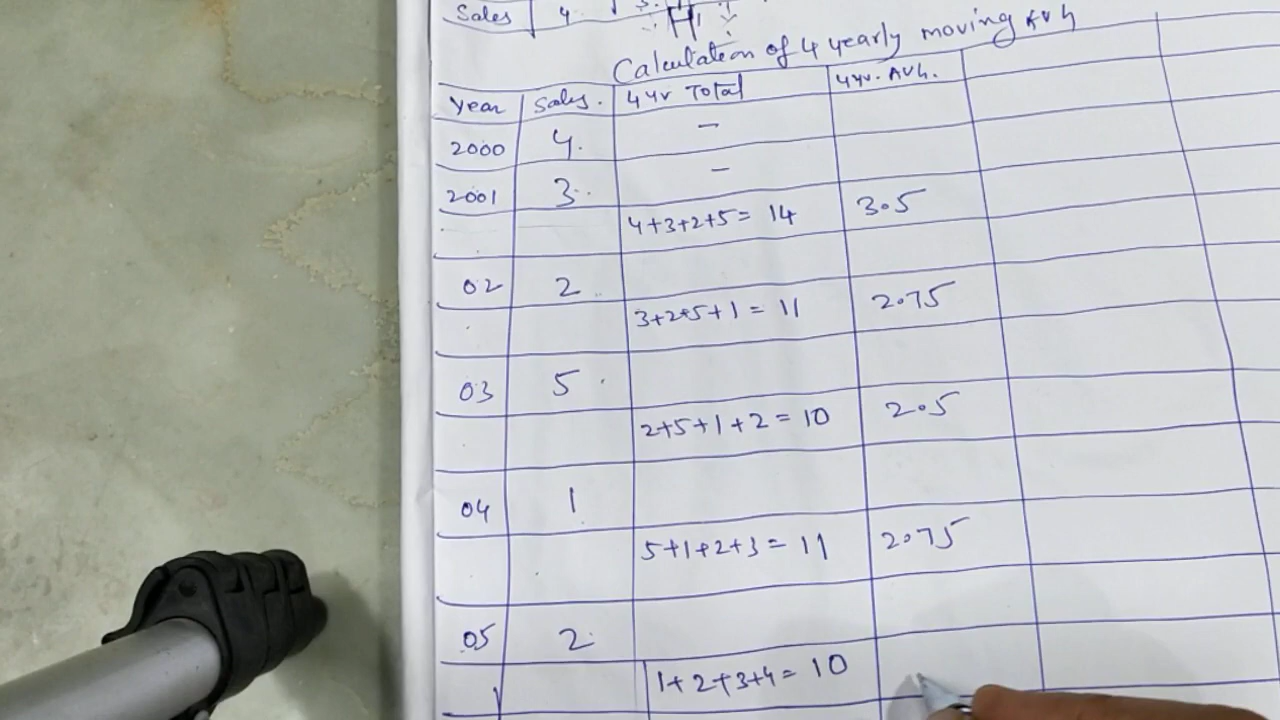 Sales 4
Calculation of 4 yearly moving AVG
Year Sales. 4 yr Total 4 yr. AVG.
2000 4. -
2001 3. -
4+3+2+5= 14 3.5
02 2
3+2+5+1 = 11 2.75
03 5
2+5+1+2 = 10 2.5
04 1
5+1+2+3 = 11 2.75
05 2
1+2+3+4= 10